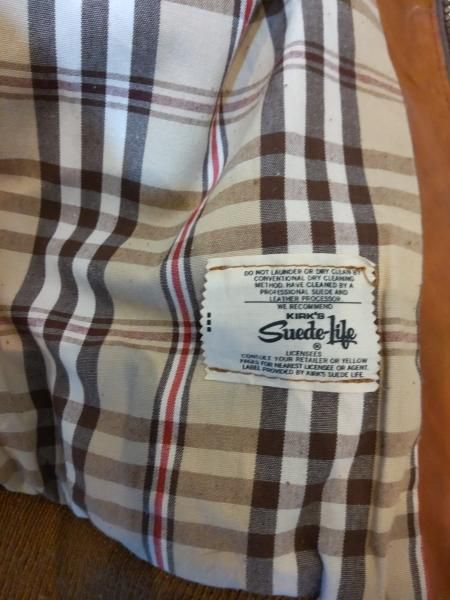 DO NOT LAUNDER OR DRY CLEAN BY
CONVENTIONAL DRY CLEANING
METHOD. HAVE CLEANED BY A
PROFESSIONAL SUEDE AND
LEATHER PROCESSOR
WE RECOMMEND
KIRK'S
Suede-Life
®
LICENSEES
CONSULT YOUR RETAILER OR YELLOW
PAGES FOR NEAREST LICENSEE OR AGENT.
LABEL PROVIDED BY KIRK'S SUEDE LIFE